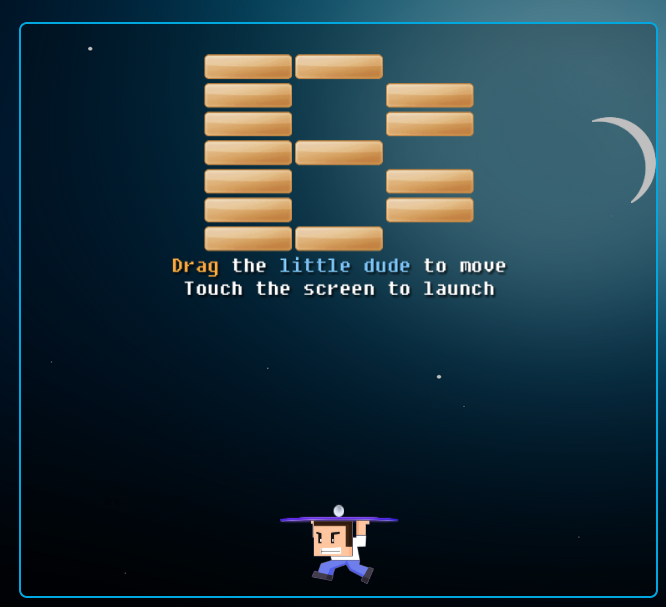 Drag the little dude to move
Touch the screen to launch